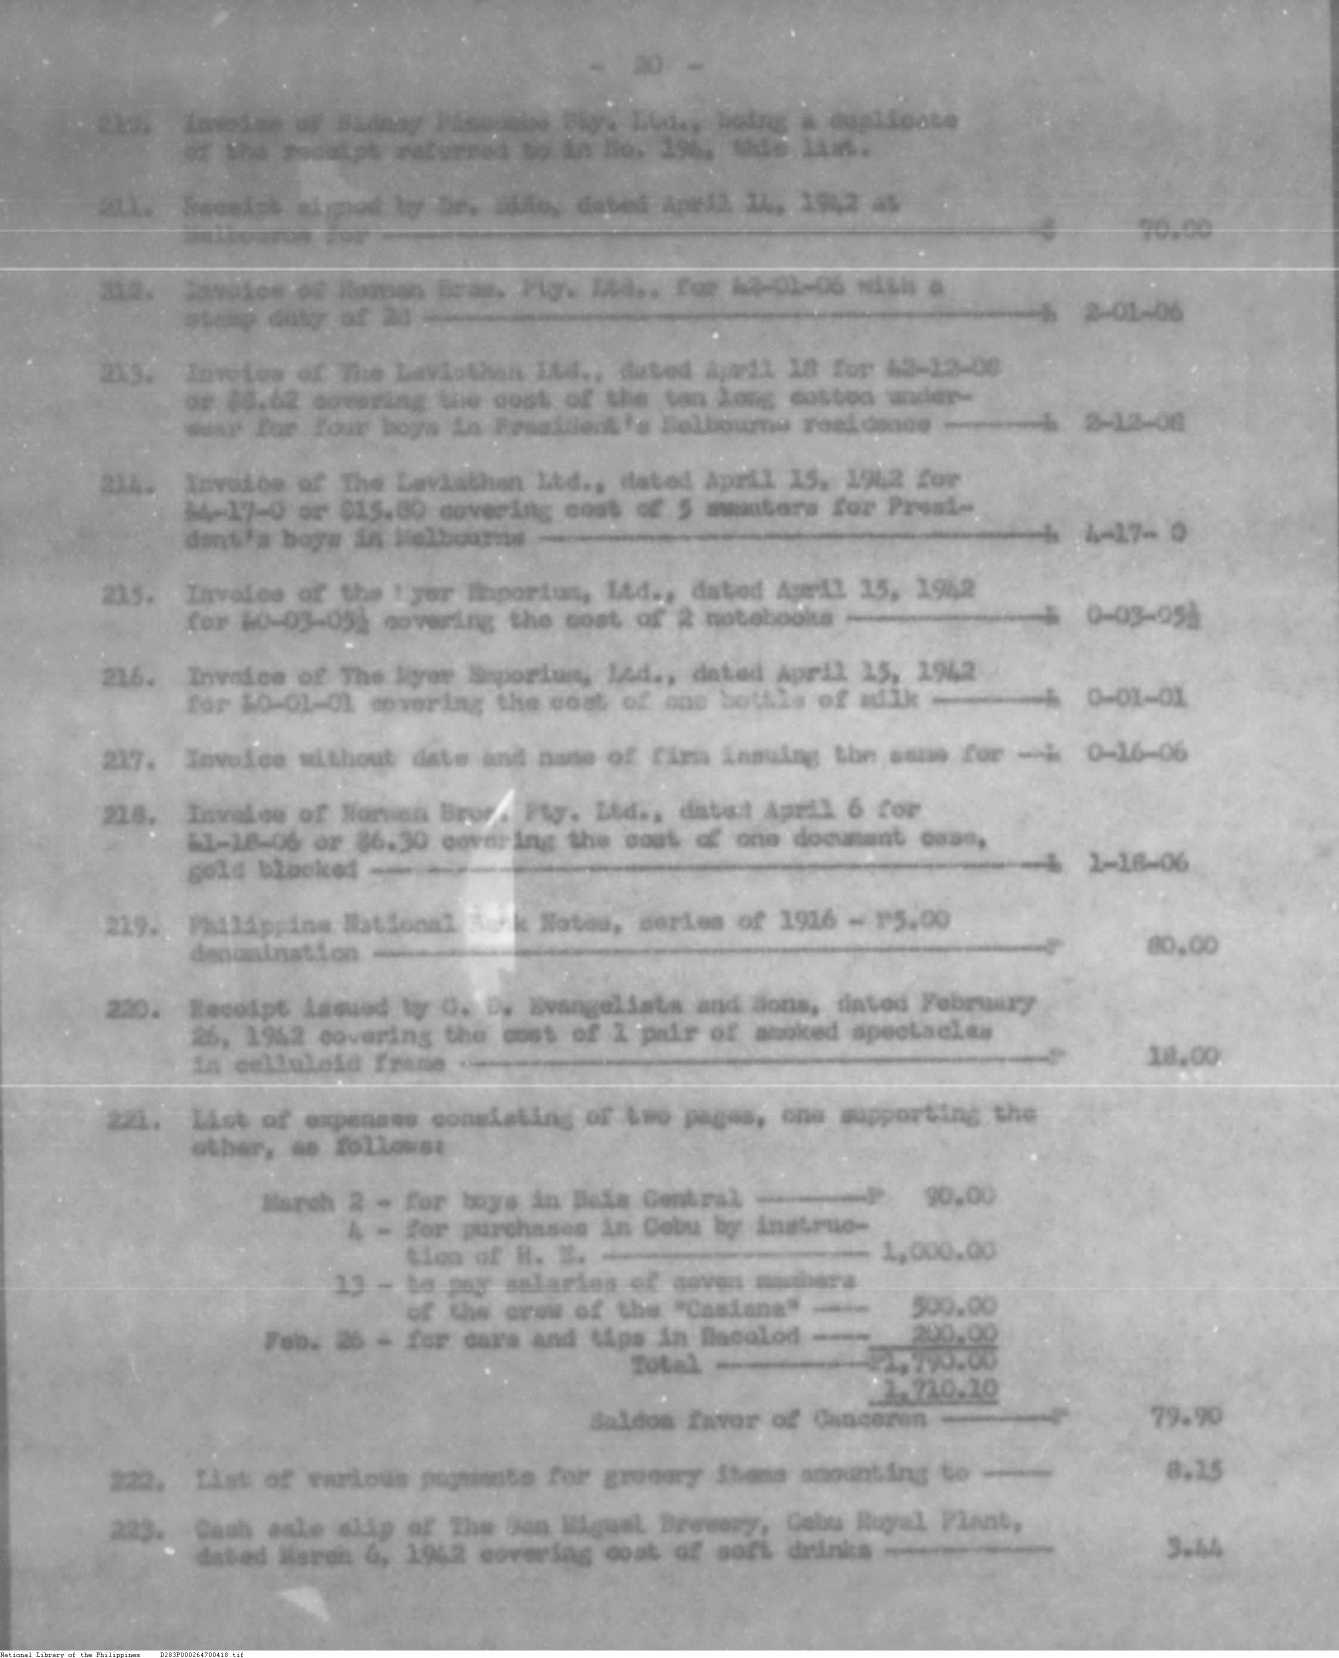 - 20 -
210. Invoice of Sidney Pty. Ltd., being a duplicate
of the receipt referred to in No. 194, this list.
211. Receipt signed by Dr. dated April 14, 1942 at
Melbourne for ——— $ 70.00
212. Invoice of Norman Bros. Pty. Ltd., for £2-01-06 with a
stamp duty of 2d ——— £ 2-01-06
213. Invoice of The Leviathan Ltd., dated April 18 for £2-12-08
or $8.62 covering the cost of the ten long cotton under-
wear for four boys in President's Melbourne residence ——— £ 2-12-08
214. Invoice of The Leviathan Ltd., dated April 15, 1942 for
£4-17-0 or $15.80 covering cost of 5 for Presi-
dent's boys in Melbourne ——— £ 4-17- 0
215. Invoice of the Myer Emporium, Ltd., dated April 15, 1942
for £0-03-05½ covering the cost of 2 notebooks ——— £ 0-03-05½
216. Invoice of The Myer Emporium, Ltd., dated April 15, 1942
for £0-01-01 covering the cost of one bottle of milk ——— £ 0-01-01
217. Invoice without date and name of firm issuing the same for —£ 0-16-06
218. Invoice of Norman Bros. Pty. Ltd., dated April 6 for
£1-18-06 or $6.30 covering the cost of one document case,
gold blocked ——— £ 1-18-06
219. Philippine National Bank Notes, series of 1916 - ₱5.00
denomination ——— ₱ 80.00
220. Receipt issued by G. D. Evangelista and Sons, dated February
26, 1942 covering the cost of 1 pair of smoked spectacles
in celluloid frame ——— ₱ 18.00
221. List of expenses consisting of two pages, one supporting the
other, as follows:
March 2 - for boys in Bais Central ——— ₱ 90.00
4 - for purchases in Cebu by instruc-
tion of H. E. ——— 1,000.00
13 - to pay salaries of seven members
of the crew of the "Casiana" —— 500.00
Feb. 26 - for cars and tips in Bacolod —— 200.00
Total ——— ₱1,790.00
1,710.10
Saldoa favor of Canceran ——— ₱ 79.90
222. List of various payments for grocery items amounting to —— 8.15
223. Cash sale slip of The San Miguel Brewery, Cebu Royal Plant,
dated March 6, 1942 covering cost of soft drinks ——— 3.44
National Library of the Philippines D283P000264700418.tif